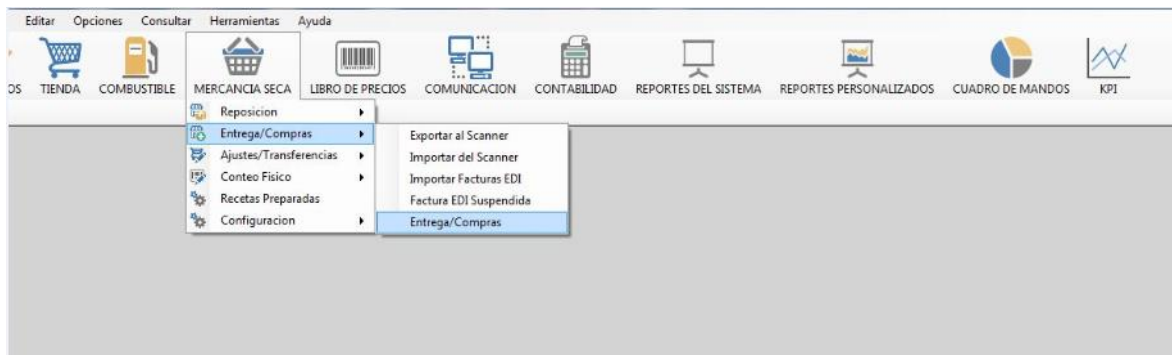 Editar Opciones Consultar Herramientas Ayuda
OS TIENDA COMBUSTIBLE MERCANCIA SECA LIBRO DE PRECIOS COMUNICACION CONTABILIDAD REPORTES DEL SISTEMA REPORTES PERSONALIZADOS CUADRO DE MANDOS KPI
Reposicion
Entrega/Compras
Ajustes/Transferencias
Conteo Fisico
Recetas Preparadas
Configuracion
Exportar al Scanner
Importar del Scanner
Importar Facturas EDI
Factura EDI Suspendida
Entrega/Compras